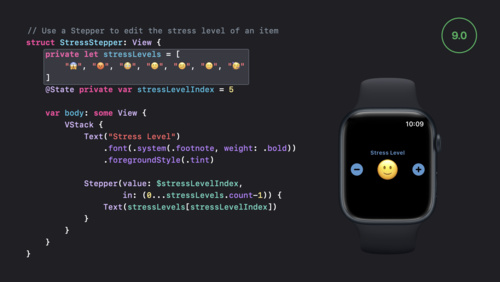 // Use a Stepper to edit the stress level of an item
struct StressStepper: View {
private let stressLevels = [
"😱", "😡", "😳", "🙁", "🫤", "🙂", "🥳"
]
@State private var stressLevelIndex = 5
var body: some View {
VStack {
Text("Stress Level")
.font(.system(.footnote, weight: .bold))
.foregroundStyle(.tint)
Stepper(value: $stressLevelIndex,
in: (0...stressLevels.count-1)) {
Text(stressLevels[stressLevelIndex])
}
}
}
}
9.0
10:09
Stress Level